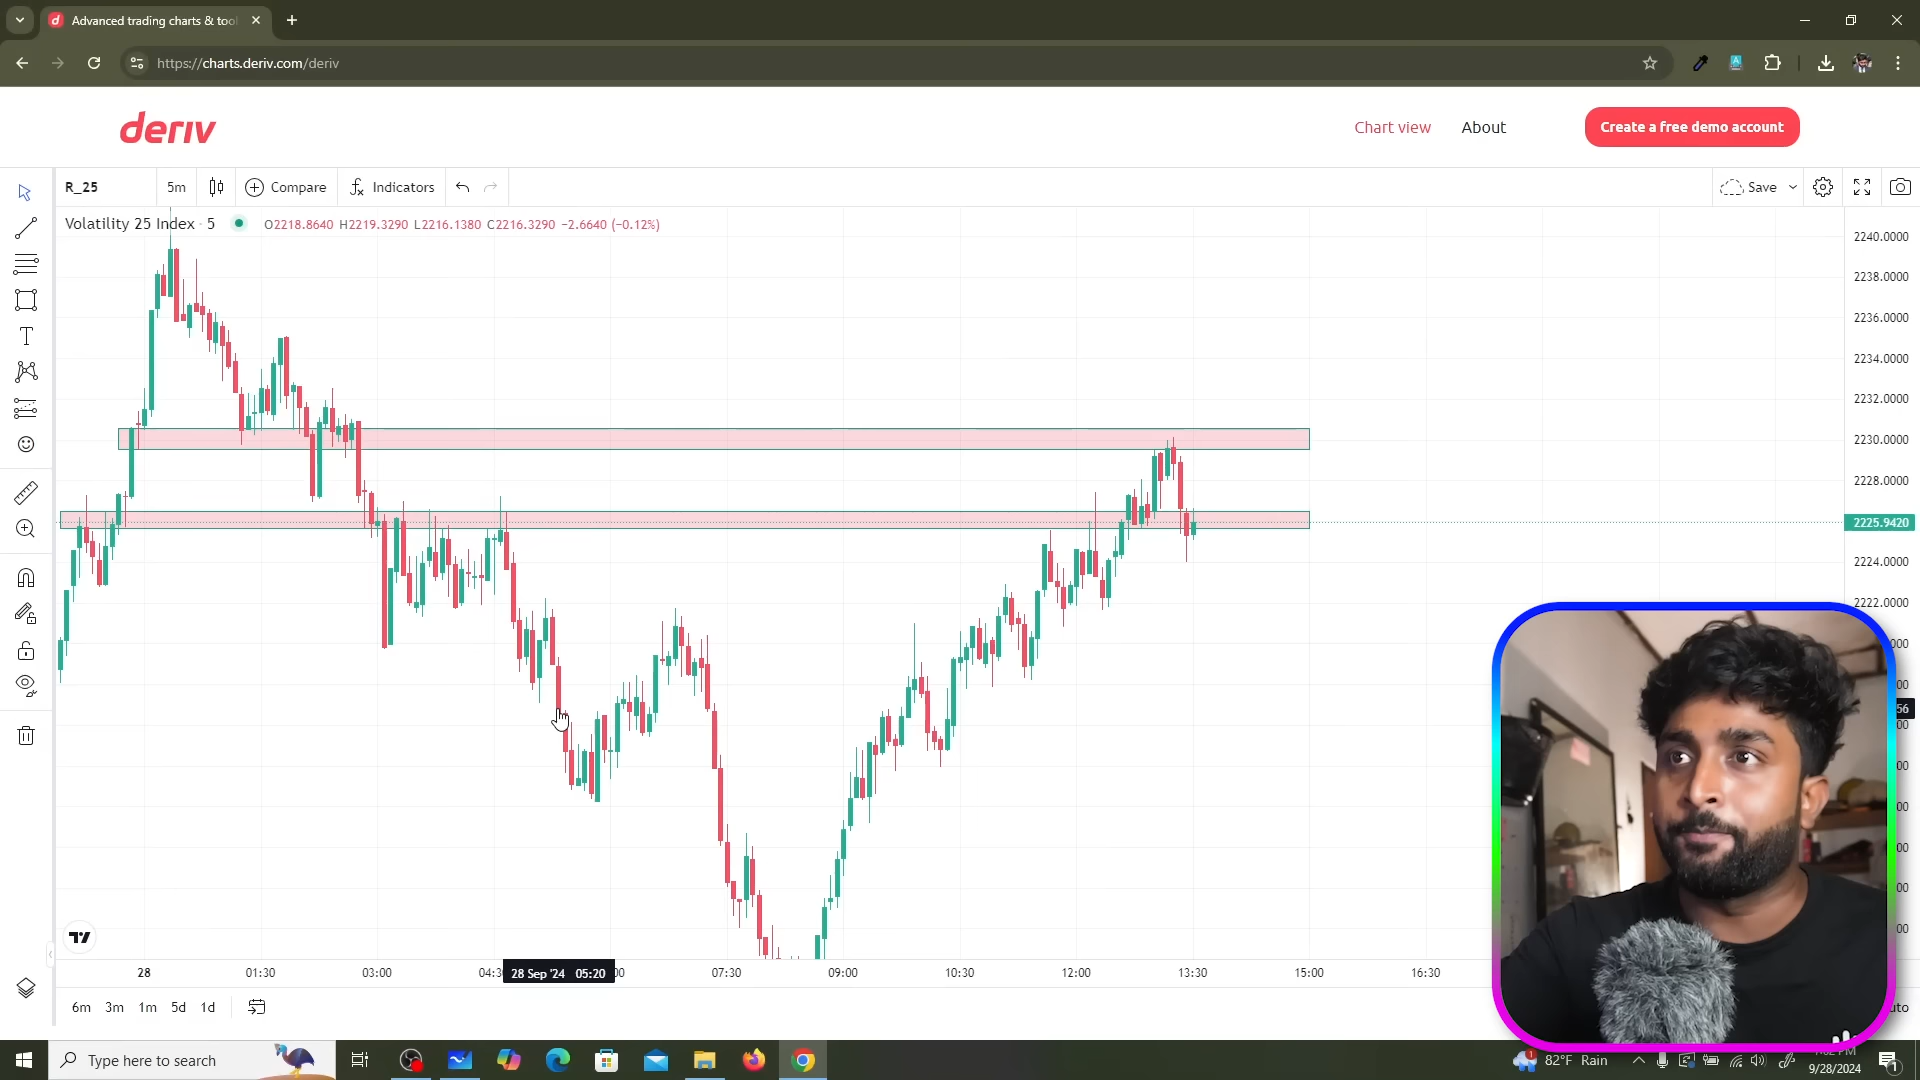 Advanced trading charts & tool
https://charts.deriv.com/deriv
deriv
Chart view
About
Create a free demo account
R_25
5m
Compare
Indicators
Save
Volatility 25 Index · 5
O2218.8640 H2219.3290 L2216.1380 C2216.3290 −2.6640 (−0.12%)
2240.0000
2238.0000
2236.0000
2234.0000
2232.0000
2230.0000
2228.0000
2225.9420
2224.0000
2222.0000
56
28
01:30
03:00
28 Sep '24 05:20
07:30
09:00
10:30
12:00
13:30
15:00
16:30
6m 3m 1m 5d 1d
Type here to search
82°F Rain
9/28/2024